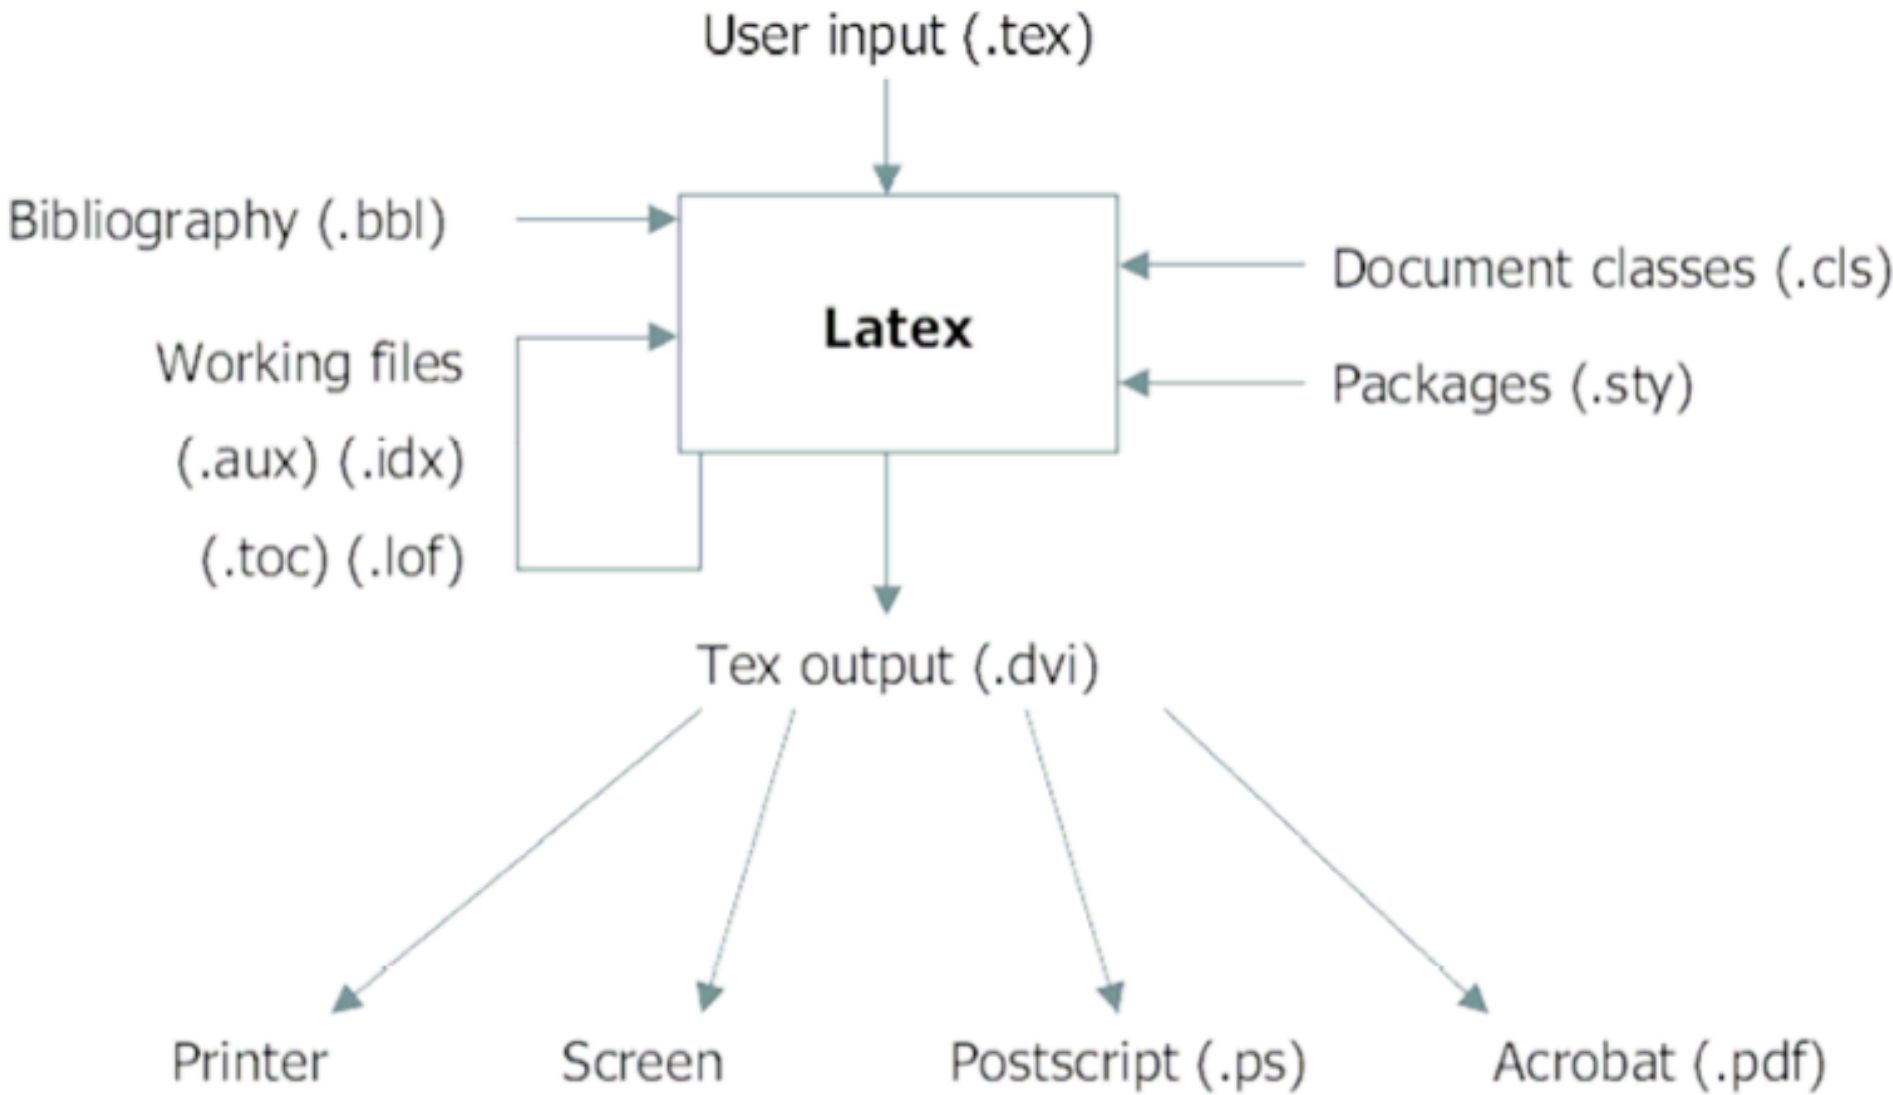 User input (.tex)
Bibliography (.bbl)
Document classes (.cls)
Latex
Working files
Packages (.sty)
(.aux) (.idx)
(.toc) (.lof)
Tex output (.dvi)
Printer
Screen
Postscript (.ps)
Acrobat (.pdf)